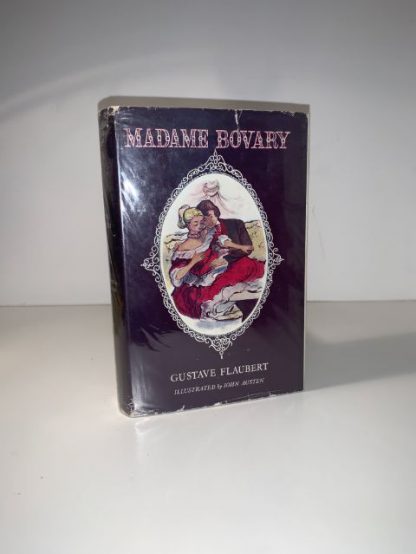 MADAME BOVARY
GUSTAVE FLAUBERT
ILLUSTRATED by JOHN AUSTEN